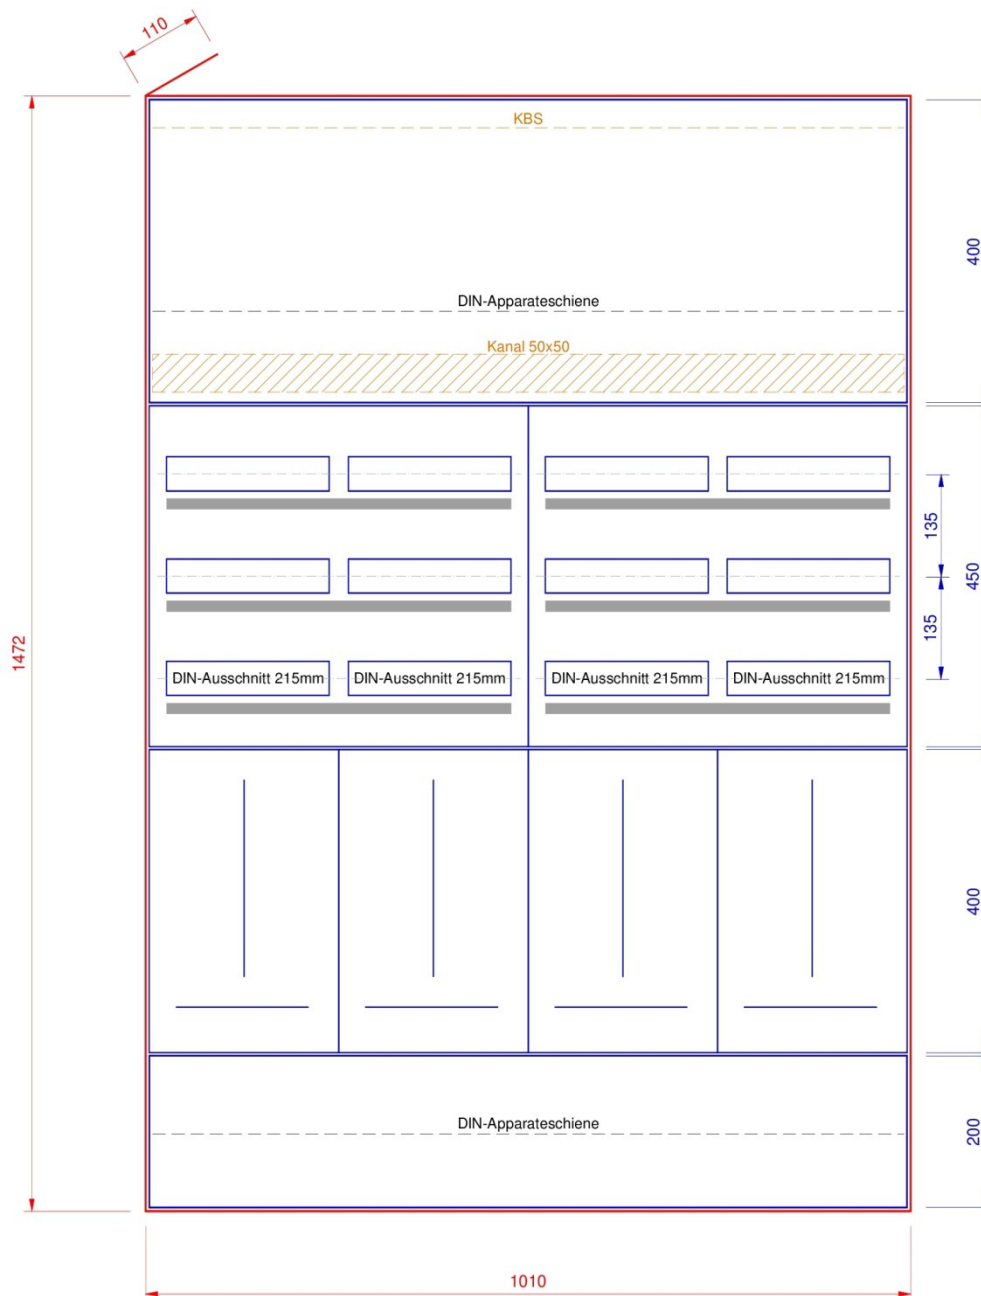 110
KBS
400
DIN-Apparateschiene
Kanal 50x50
135
450
135
1472
DIN-Ausschnitt 215mm DIN-Ausschnitt 215mm DIN-Ausschnitt 215mm DIN-Ausschnitt 215mm
400
DIN-Apparateschiene
200
1010